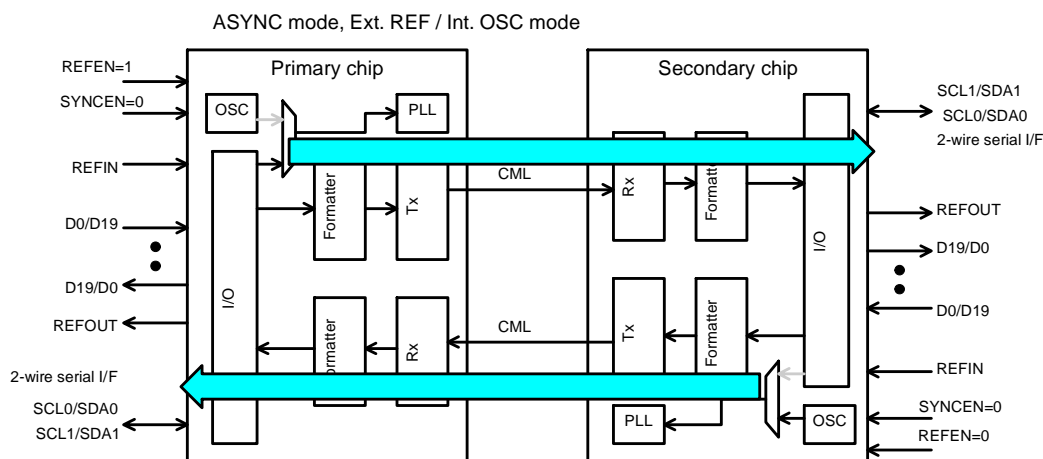 ASYNC mode, Ext. REF / Int. OSC mode
Primary chip
Secondary chip
REFEN=1
SYNCEN=0
REFIN
D0/D19
D19/D0
REFOUT
2-wire serial I/F
SCL0/SDA0
SCL1/SDA1
OSC
PLL
I/O
Formatter
Tx
CML
Rx
Formatter
I/O
Formatter
Rx
CML
Tx
Formatter
PLL
OSC
SCL1/SDA1
SCL0/SDA0
2-wire serial I/F
REFOUT
D19/D0
D0/D19
REFIN
SYNCEN=0
REFEN=0